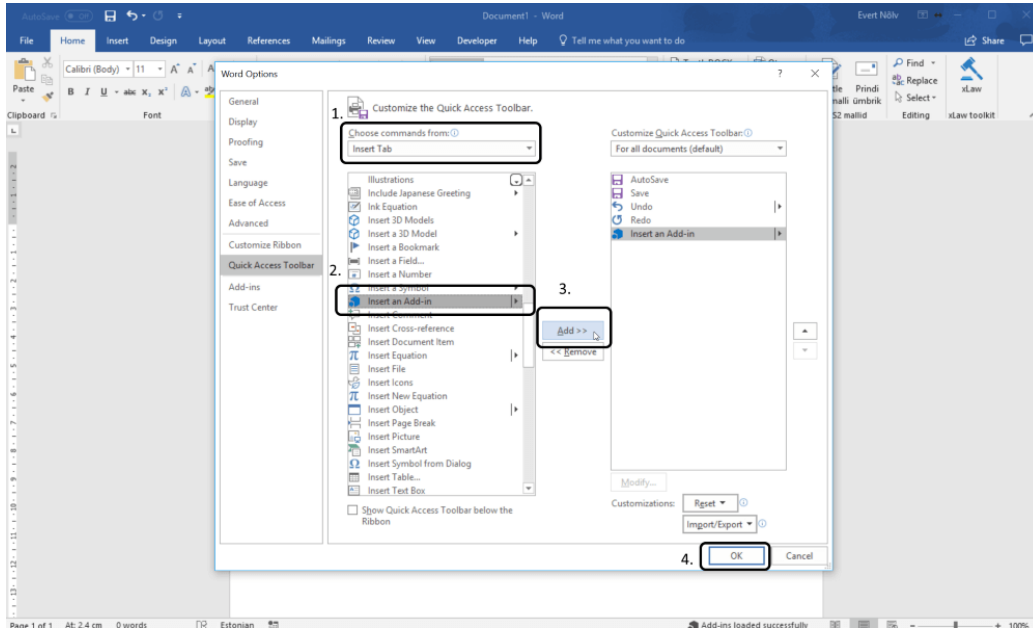 AutoSave Off
Document1 - Word
Evert Nõlv
File Home Insert Design Layout References Mailings Review View Developer Help Tell me what you want to do Share
Paste
Clipboard
Calibri (Body) 11 A A
B I U abc X₂ X² A
Font
Prindi
ümbrik
mallid
Find
Replace
Select
Editing
xLaw
xLaw toolkit
Word Options ? ×
General
Display
Proofing
Save
Language
Ease of Access
Advanced
Customize Ribbon
Quick Access Toolbar
Add-ins
Trust Center
Customize the Quick Access Toolbar.
1.
Choose commands from:
Insert Tab
Illustrations
Include Japanese Greeting
Ink Equation
Insert 3D Models
Insert a 3D Model
Insert a Bookmark
Insert a Field...
2.
Insert a Number
Insert a Symbol
Insert an Add-in
Insert Comment
Insert Cross-reference
Insert Document Item
Insert Equation
Insert File
Insert Icons
Insert New Equation
Insert Object
Insert Page Break
Insert Picture
Insert SmartArt
Insert Symbol from Dialog
Insert Table...
Insert Text Box
Show Quick Access Toolbar below the
Ribbon
3.
Add >>
<< Remove
Customize Quick Access Toolbar:
For all documents (default)
AutoSave
Save
Undo
Redo
Insert an Add-in
Modify...
Customizations: Reset
Import/Export
4. OK Cancel
Page 1 of 1 At: 2.4 cm 0 words Estonian Add-ins loaded successfully 100%